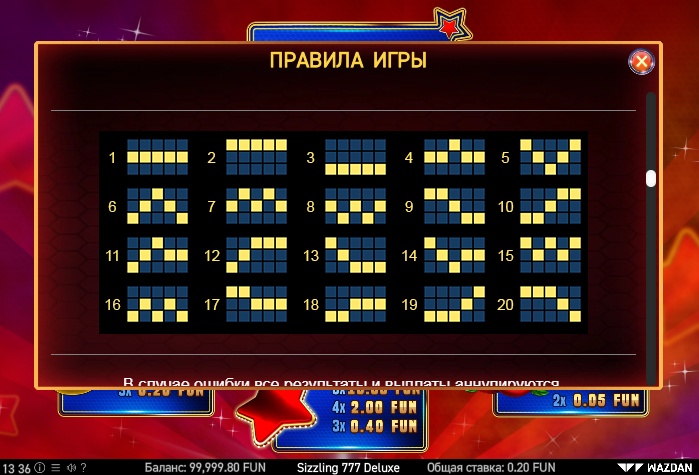 ПРАВИЛА ИГРЫ
1 2 3 4 5
6 7 8 9 10
11 12 13 14 15
16 17 18 19 20
В случае ошибки все результаты и выплаты аннулируются
3x 0.20 FUN
4x 2.00 FUN
3x 0.40 FUN
2x 0.05 FUN
13 36 Баланс: 99,999.80 FUN Sizzling 777 Deluxe Общая ставка: 0.20 FUN WAZDAN